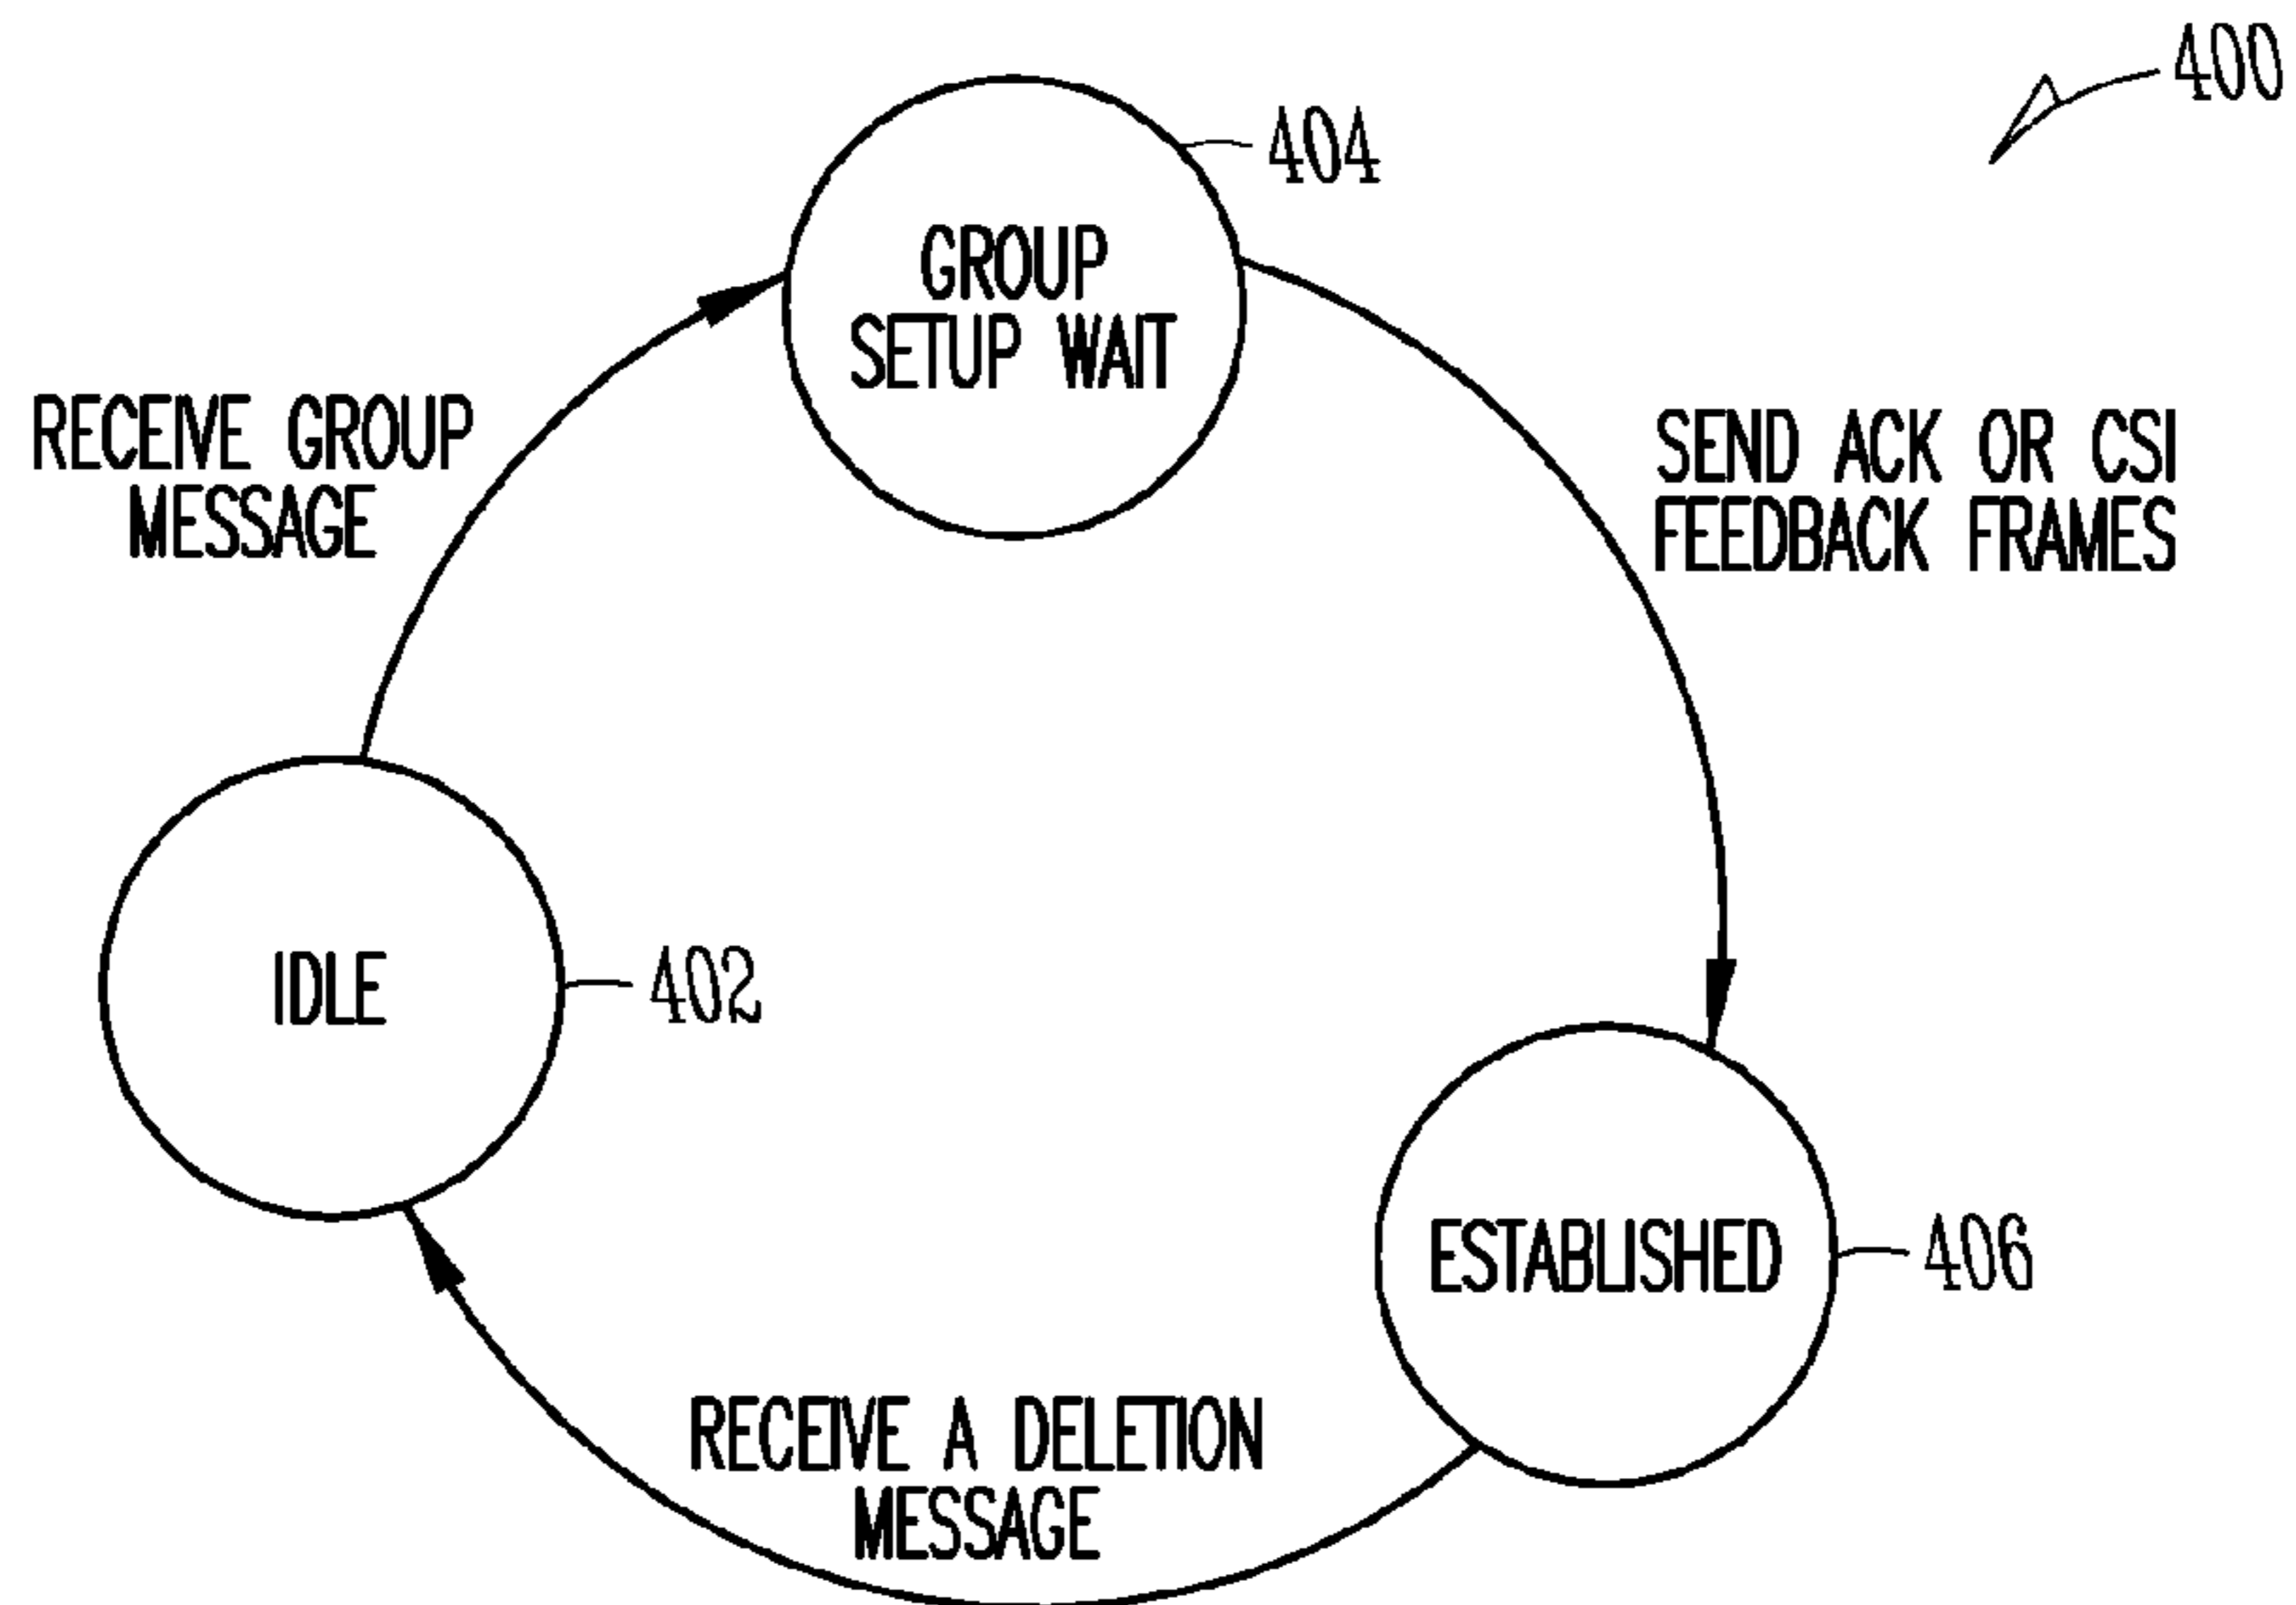 400
404
GROUP
SETUP WAIT
RECEIVE GROUP
MESSAGE
SEND ACK OR CSI
FEEDBACK FRAMES
IDLE
402
ESTABLISHED
406
RECEIVE A DELETION
MESSAGE